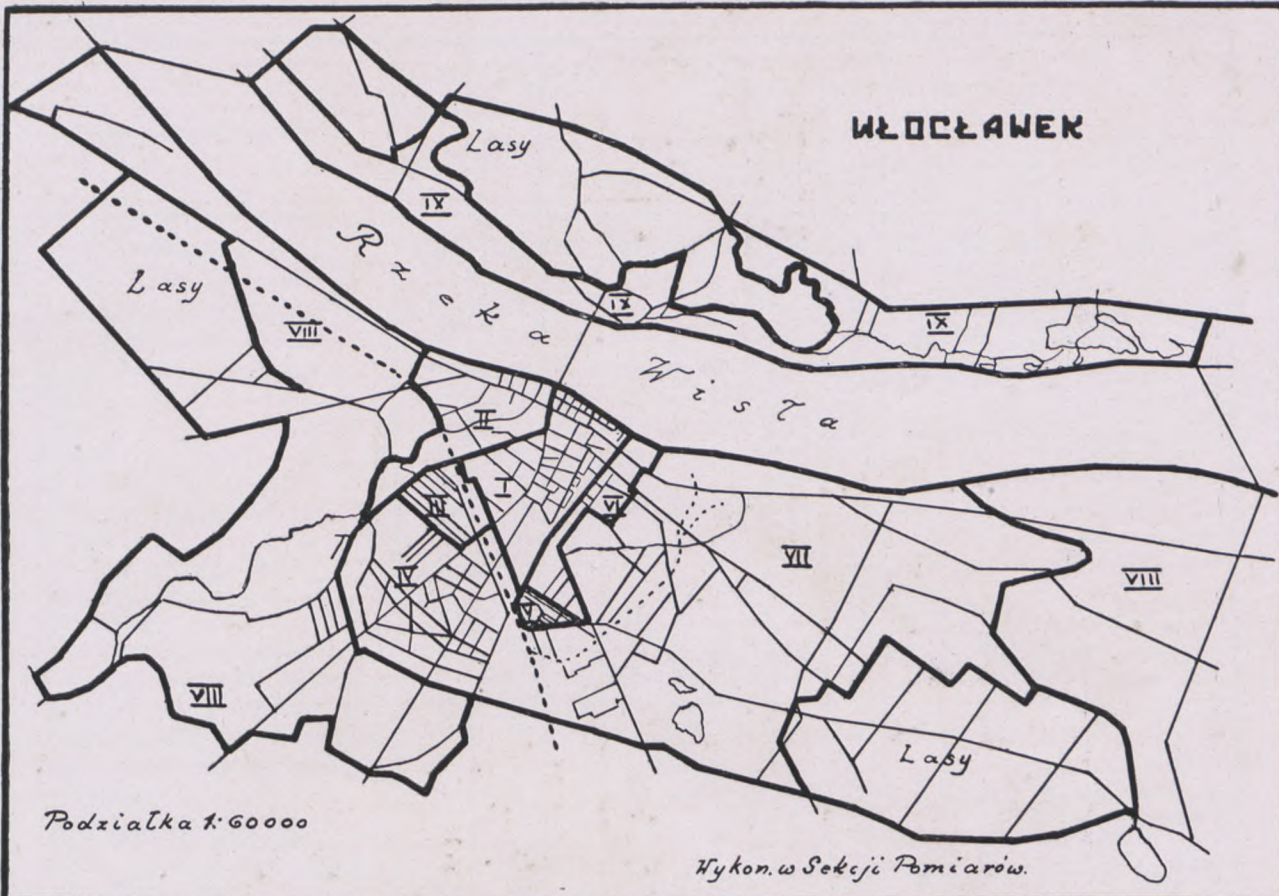 WŁOCŁAWEK
Lasy
IX
Rzeka Wisła
Lasy
VIII
IX
IX
II
I
III
VI
IV
VII
VIII
V
VIII
Lasy
Podziałka 1:60000
Wykon. w Sekcji Pomiarów.